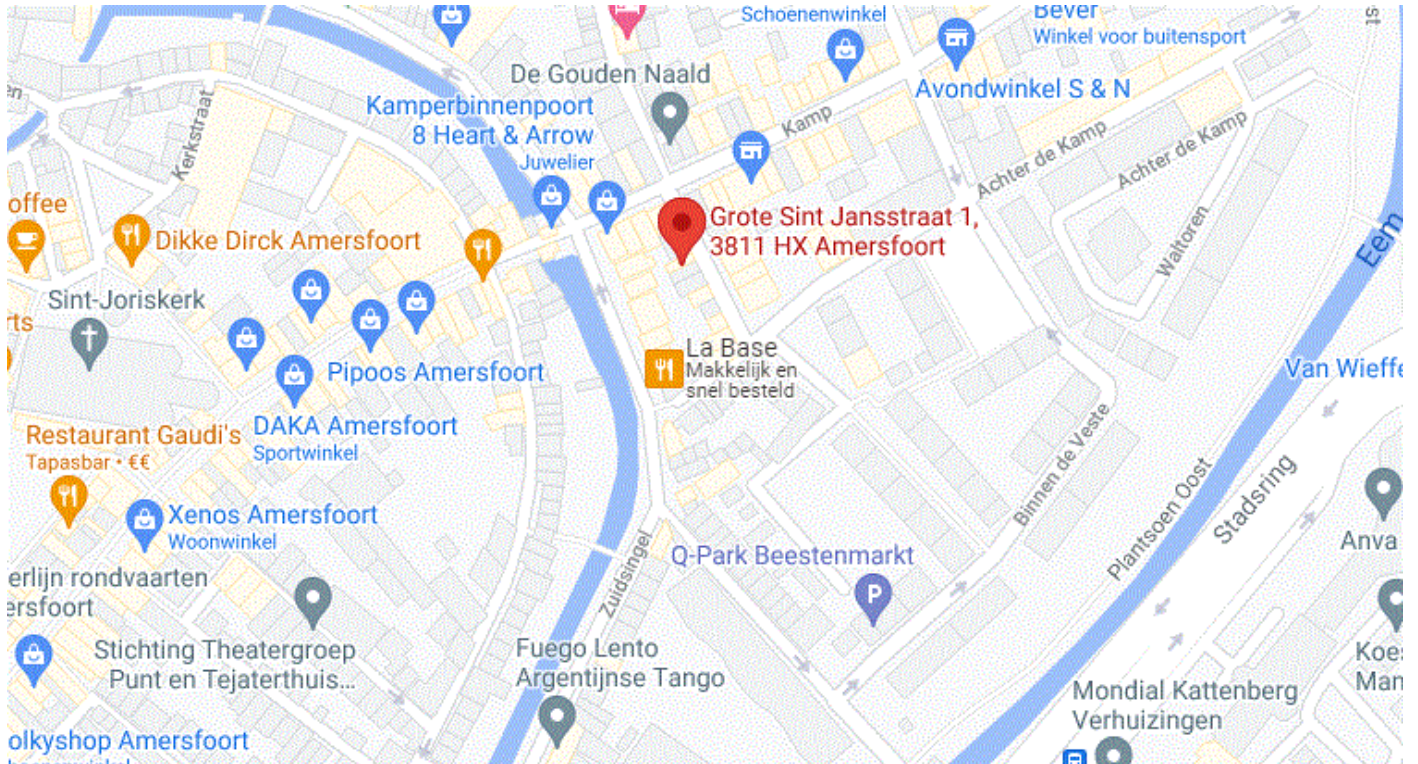 Schoenenwinkel
Bever
Winkel voor buitensport
De Gouden Naald
Avondwinkel S & N
Kamperbinnenpoort
8 Heart & Arrow
Juwelier
Kamp
Kerkstraat
Achter de Kamp
Achter de Kamp
offee
Dikke Dirck Amersfoort
Grote Sint Jansstraat 1,
3811 HX Amersfoort
Waltoren
Eem
Sint-Joriskerk
rts
Pipoos Amersfoort
La Base
Makkelijk en
snel besteld
Van Wieffe
Restaurant Gaudi's
Tapasbar • €€
DAKA Amersfoort
Sportwinkel
Binnen de Veste
Plantsoen Oost
Stadsring
Xenos Amersfoort
Woonwinkel
Zuidsingel
Q-Park Beestenmarkt
P
Anva
erlijn rondvaarten
ersfoort
Stichting Theatergroep
Punt en Tejaterthuis...
Fuego Lento
Argentijnse Tango
Koes
Man
Mondial Kattenberg
Verhuizingen
olkyshop Amersfoort